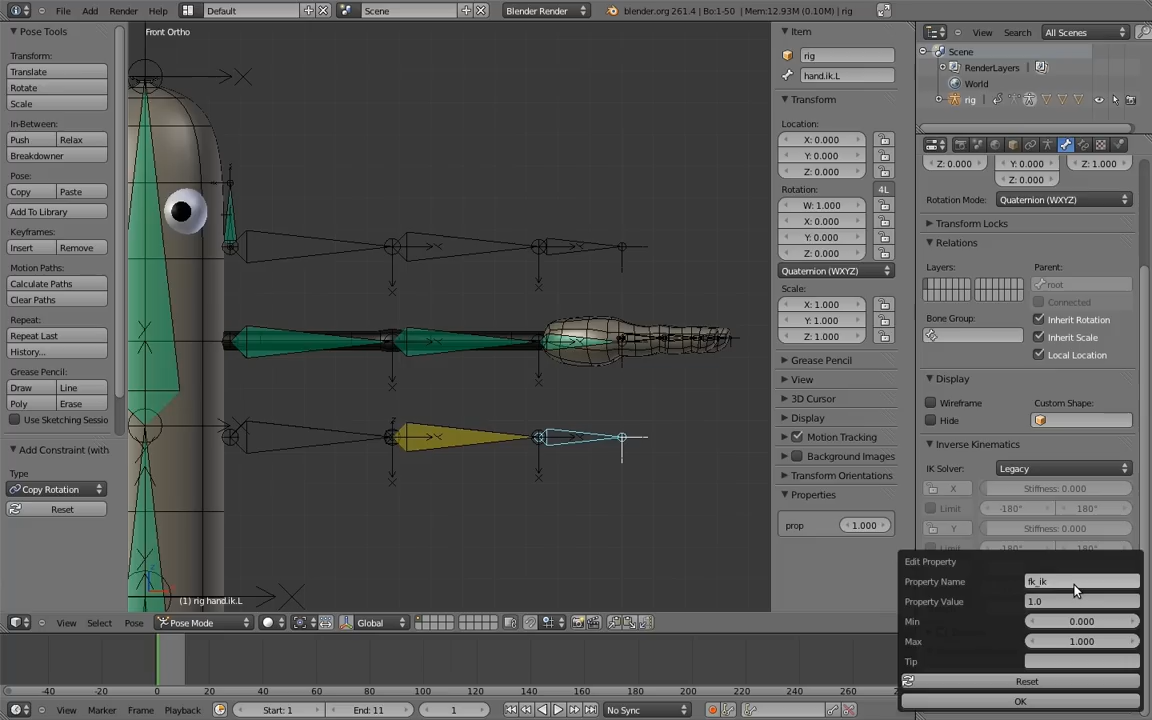 File Add Render Help Default Scene Blender Render blender.org 261.4 | Bo:1-50 | Mem:12.93M (0.10M) | rig
Pose Tools
Transform:
Translate
Rotate
Scale
In-Between:
Push Relax
Breakdowner
Pose:
Copy Paste
Add To Library
Keyframes:
Insert Remove
Motion Paths:
Calculate Paths
Clear Paths
Repeat:
Repeat Last
History...
Grease Pencil:
Draw Line
Poly Erase
Use Sketching Sessio
Add Constraint (with
Type
Copy Rotation
Reset
Front Ortho
(1) rig hand.ik.L
View Select Pose Pose Mode Global
Item
rig
hand.ik.L
Transform
Location:
X: 0.000
Y: 0.000
Z: 0.000
Rotation: 4L
W: 1.000
X: 0.000
Y: 0.000
Z: 0.000
Quaternion (WXYZ)
Scale:
X: 1.000
Y: 1.000
Z: 1.000
Grease Pencil
View
3D Cursor
Display
Motion Tracking
Background Images
Transform Orientations
Properties
prop 1.000
View Search All Scenes
Scene
RenderLayers
World
rig
Z: 0.000 Y: 0.000 Z: 1.000
Z: 0.000
Rotation Mode: Quaternion (WXYZ)
Transform Locks
Relations
Layers: Parent:
root
Connected
Bone Group: Inherit Rotation
Inherit Scale
Local Location
Display
Wireframe Custom Shape:
Hide
Inverse Kinematics
IK Solver: Legacy
X Stiffness: 0.000
Limit -180° 180°
Y Stiffness: 0.000
Limit -180° 180°
Edit Property
Property Name fk_ik
Property Value 1.0
Min 0.000
Max 1.000
Tip
Reset
OK
-40 -20 0 20 40 60 80 100 120 140 160 180 200 220 240 260
View Marker Frame Playback Start: 1 End: 11 1 No Sync